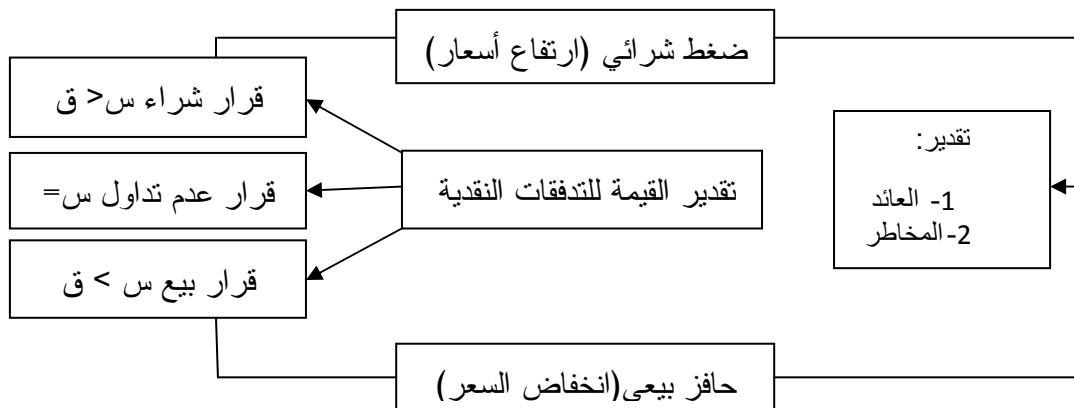 ضغط شرائي (ارتفاع أسعار)
قرار شراء س< ق
تقدير:
1- العائد
2- المخاطر
تقدير القيمة للتدفقات النقدية
قرار عدم تداول س=
قرار بيع س > ق
حافز بيعي(انخفاض السعر)